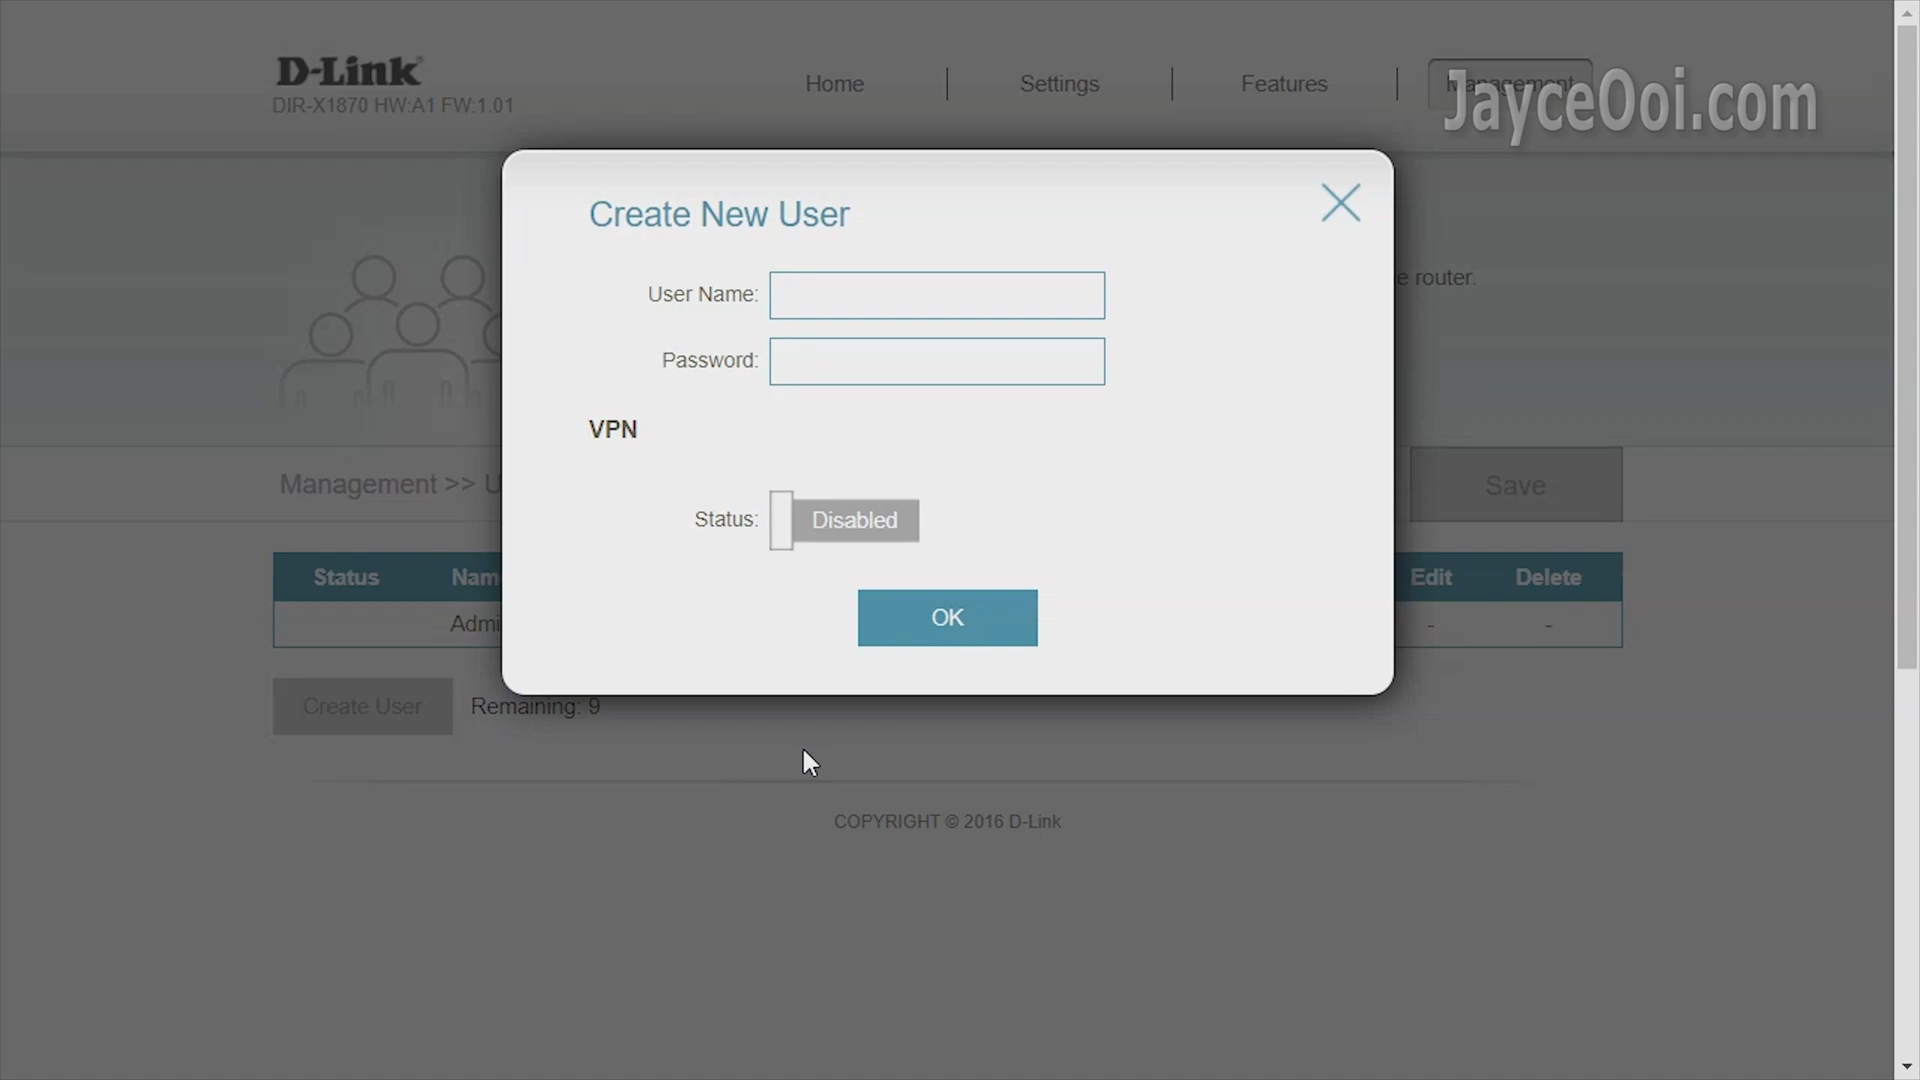 D-Link
DIR-X1870 HW:A1 FW:1.01
Home
Settings
Features
Management
JayceOoi.com
Create New User
e router.
User Name:
Password:
VPN
Management >> U
Save
Status:
Disabled
Status
Nam
Edit
Delete
Admi
-
-
OK
Create User
Remaining: 9
COPYRIGHT © 2016 D-Link